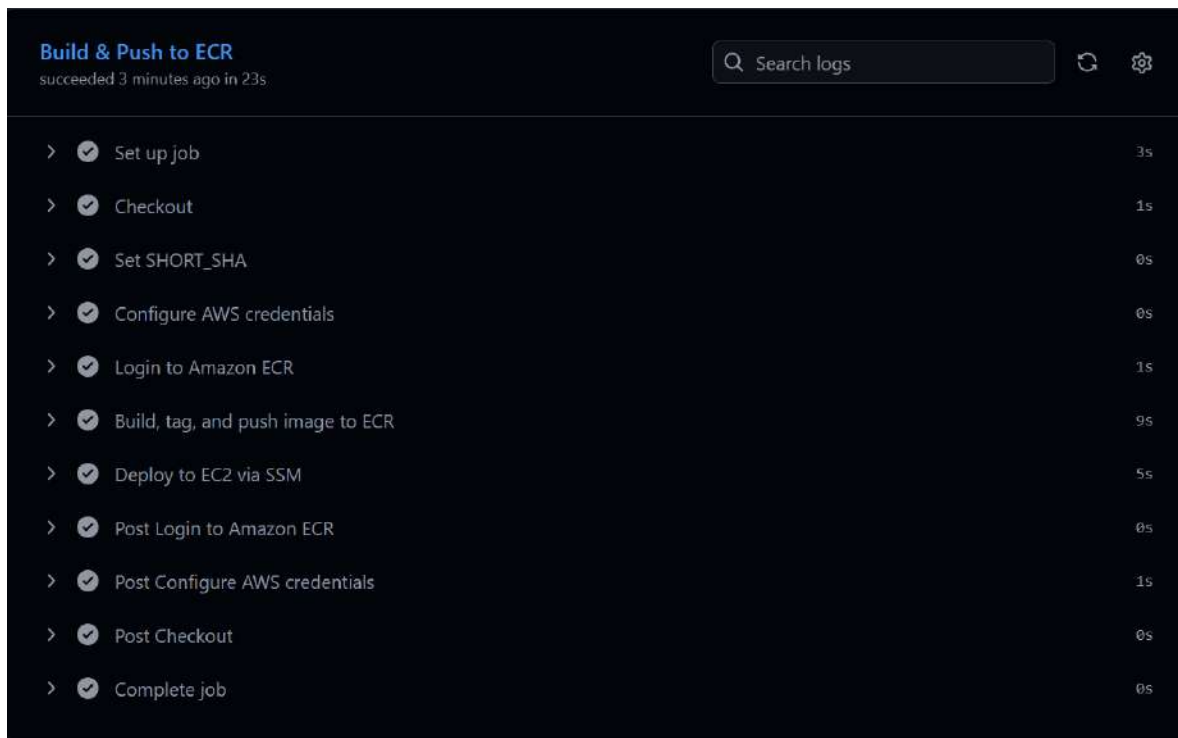 Build & Push to ECR
succeeded 3 minutes ago in 23s
Search logs
Set up job 3s
Checkout 1s
Set SHORT_SHA 0s
Configure AWS credentials 0s
Login to Amazon ECR 1s
Build, tag, and push image to ECR 9s
Deploy to EC2 via SSM 5s
Post Login to Amazon ECR 0s
Post Configure AWS credentials 1s
Post Checkout 0s
Complete job 0s